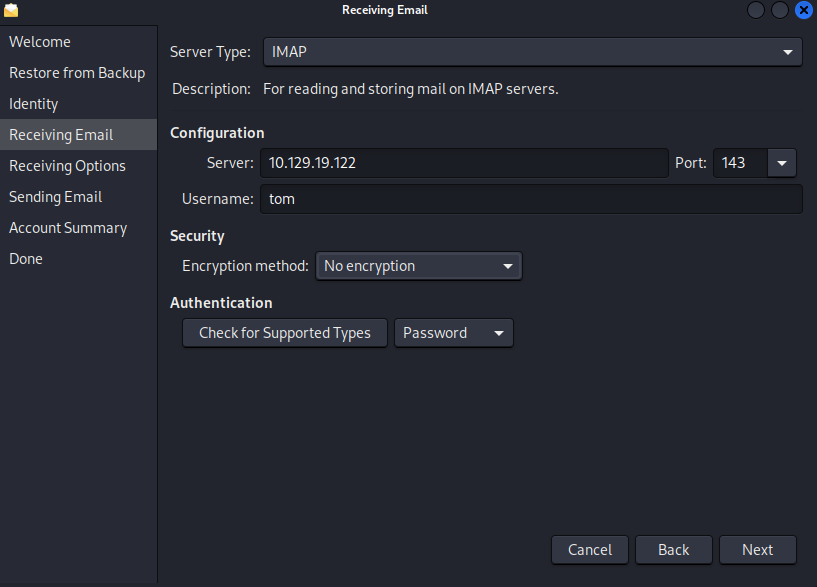 Receiving Email
Welcome
Restore from Backup
Identity
Receiving Email
Receiving Options
Sending Email
Account Summary
Done
Server Type: IMAP
Description: For reading and storing mail on IMAP servers.
Configuration
Server: 10.129.19.122 Port: 143
Username: tom
Security
Encryption method: No encryption
Authentication
Check for Supported Types Password
Cancel Back Next